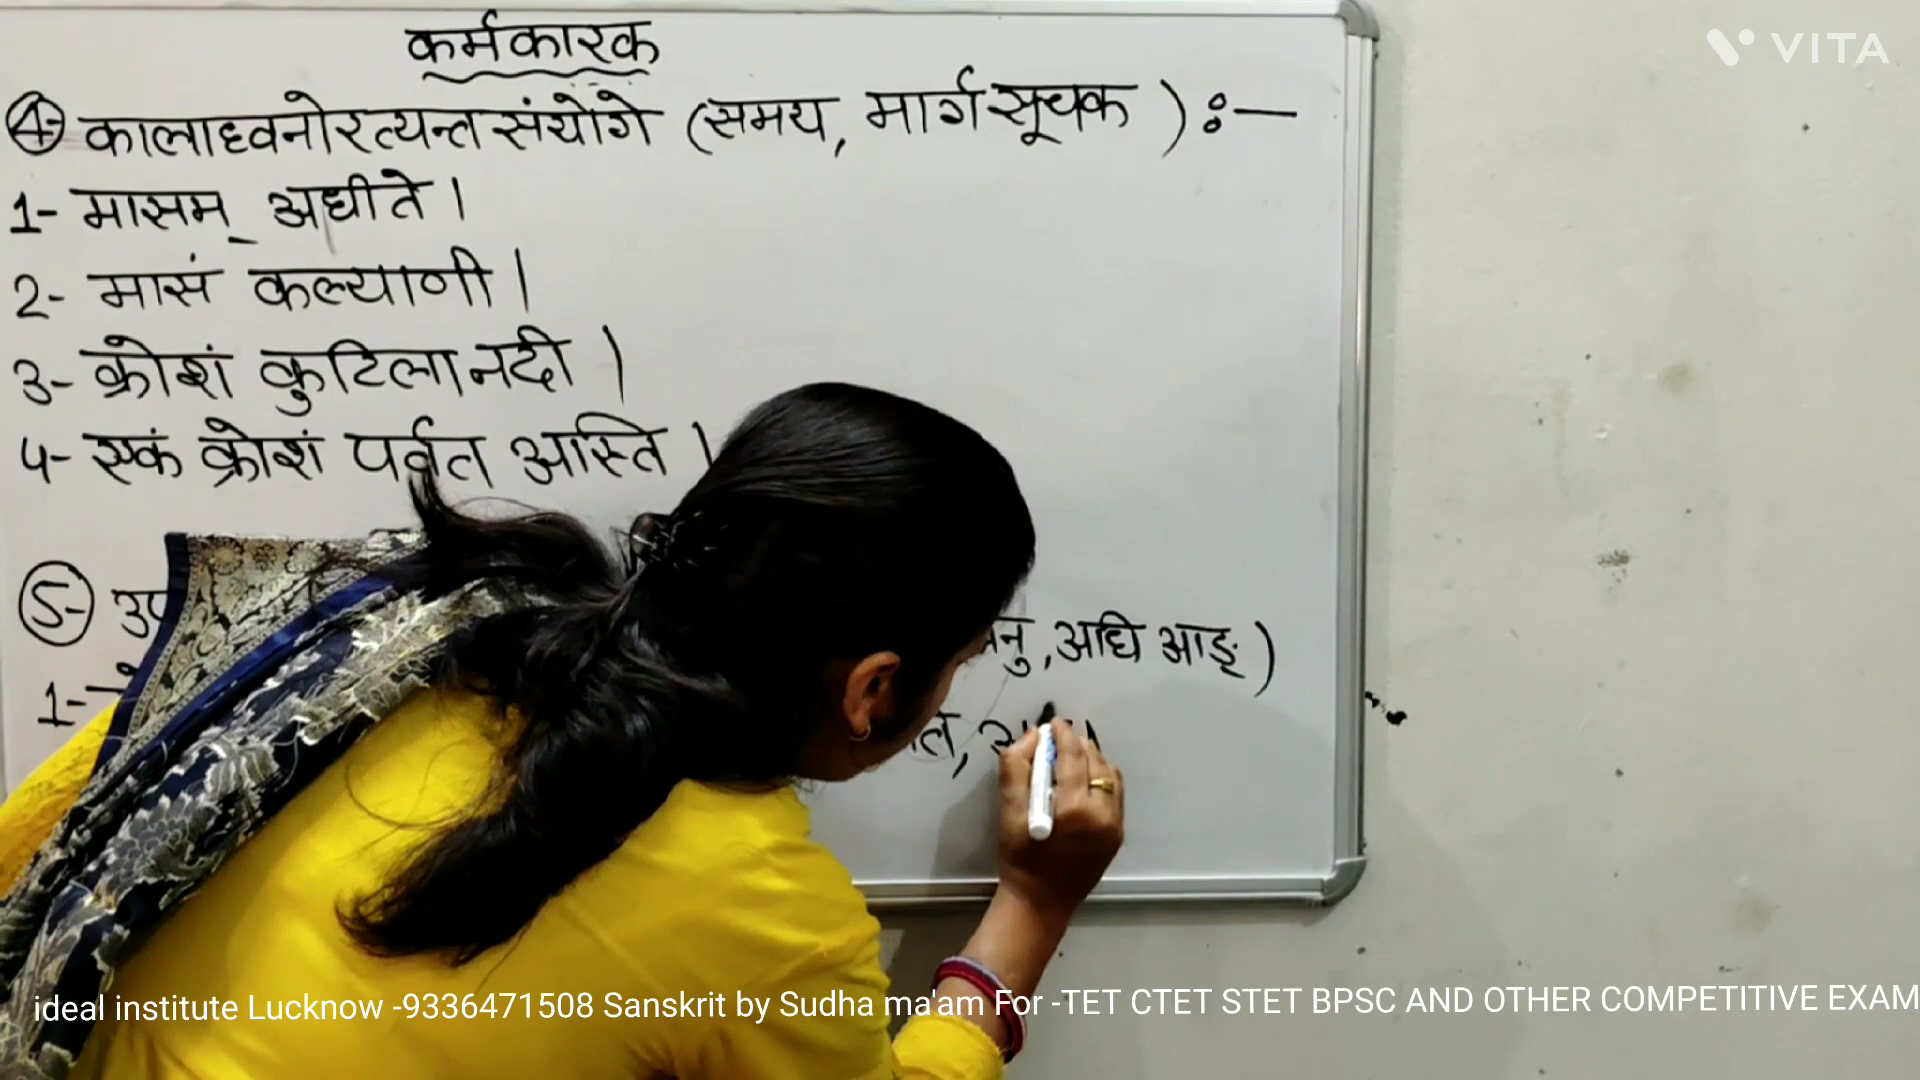 कर्मकारक
VITA
4- कालाध्वनोरत्यन्तसंयोगे (समय, मार्ग सूचक ) :—
1- मासम् अधीते ।
2- मासं कल्याणी ।
3- क्रोशं कुटिला नदी ।
4- एकं क्रोशं पर्वत अस्ति ।
5- अधि आङ् )
1-
ideal institute Lucknow -9336471508 Sanskrit by Sudha ma'am For -TET CTET STET BPSC AND OTHER COMPETITIVE EXAM